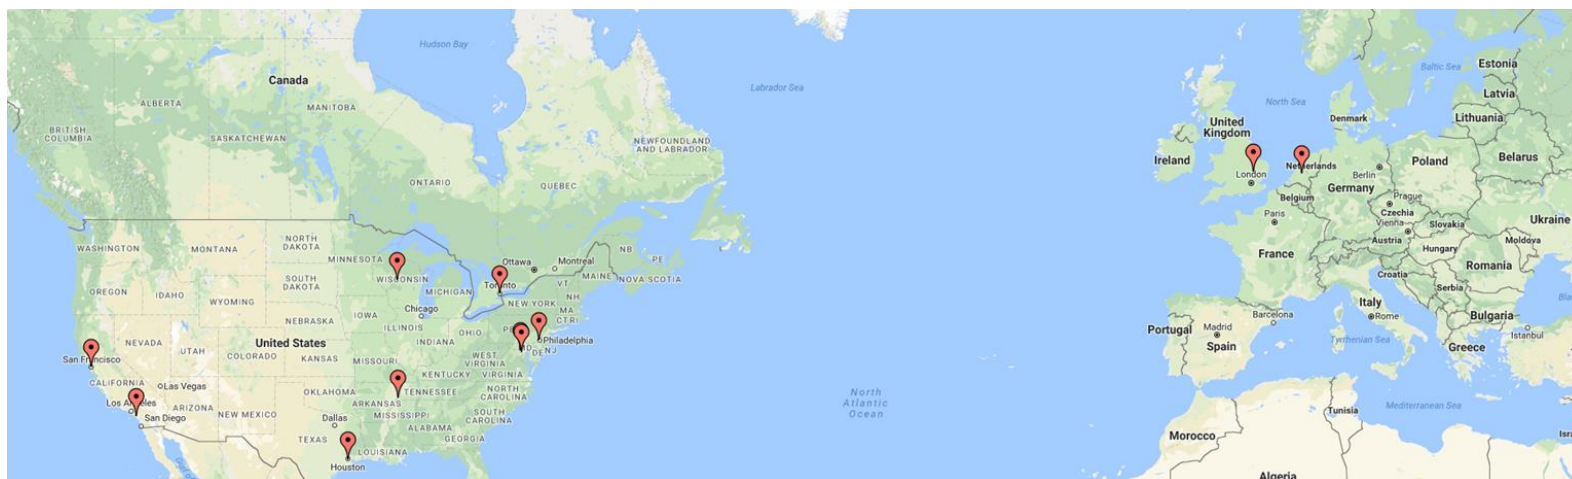 Hudson Bay
Canada
ALBERTA
MANITOBA
BRITISH
COLUMBIA
SASKATCHEWAN
ONTARIO
QUEBEC
NEWFOUNDLAND
AND LABRADOR
Labrador Sea
WASHINGTON
MONTANA
NORTH
DAKOTA
MINNESOTA
WISCONSIN
SOUTH
DAKOTA
OREGON
IDAHO
WYOMING
MICHIGAN
Ottawa
Montreal
Toronto
NB
PE
MAINE
NOVA SCOTIA
VT
NH
NEW YORK
MA
CT RI
Chicago
IOWA
NEBRASKA
ILLINOIS
INDIANA
OHIO
Philadelphia
MD
DE
NJ
NEVADA
UTAH
COLORADO
United States
KANSAS
MISSOURI
WEST
VIRGINIA
KENTUCKY
VIRGINIA
San Francisco
CALIFORNIA
Las Vegas
Los Angeles
San Diego
ARIZONA
NEW MEXICO
OKLAHOMA
ARKANSAS
TENNESSEE
NORTH
CAROLINA
MISSISSIPPI
SOUTH
CAROLINA
ALABAMA
GEORGIA
Dallas
TEXAS
LOUISIANA
Houston
North
Atlantic
Ocean
North Sea
Baltic Sea
Estonia
Latvia
Lithuania
Denmark
United
Kingdom
Ireland
London
Netherlands
Berlin
Poland
Belarus
Belgium
Germany
Prague
Czechia
Paris
Vienna
Slovakia
Ukraine
Austria
Hungary
Moldova
France
Croatia
Romania
Serbia
Italy
Rome
Bulgaria
Barcelona
Portugal
Madrid
Spain
Tyrrhenian Sea
Greece
Istanbul
Tunisia
Mediterranean Sea
Morocco
Algeria